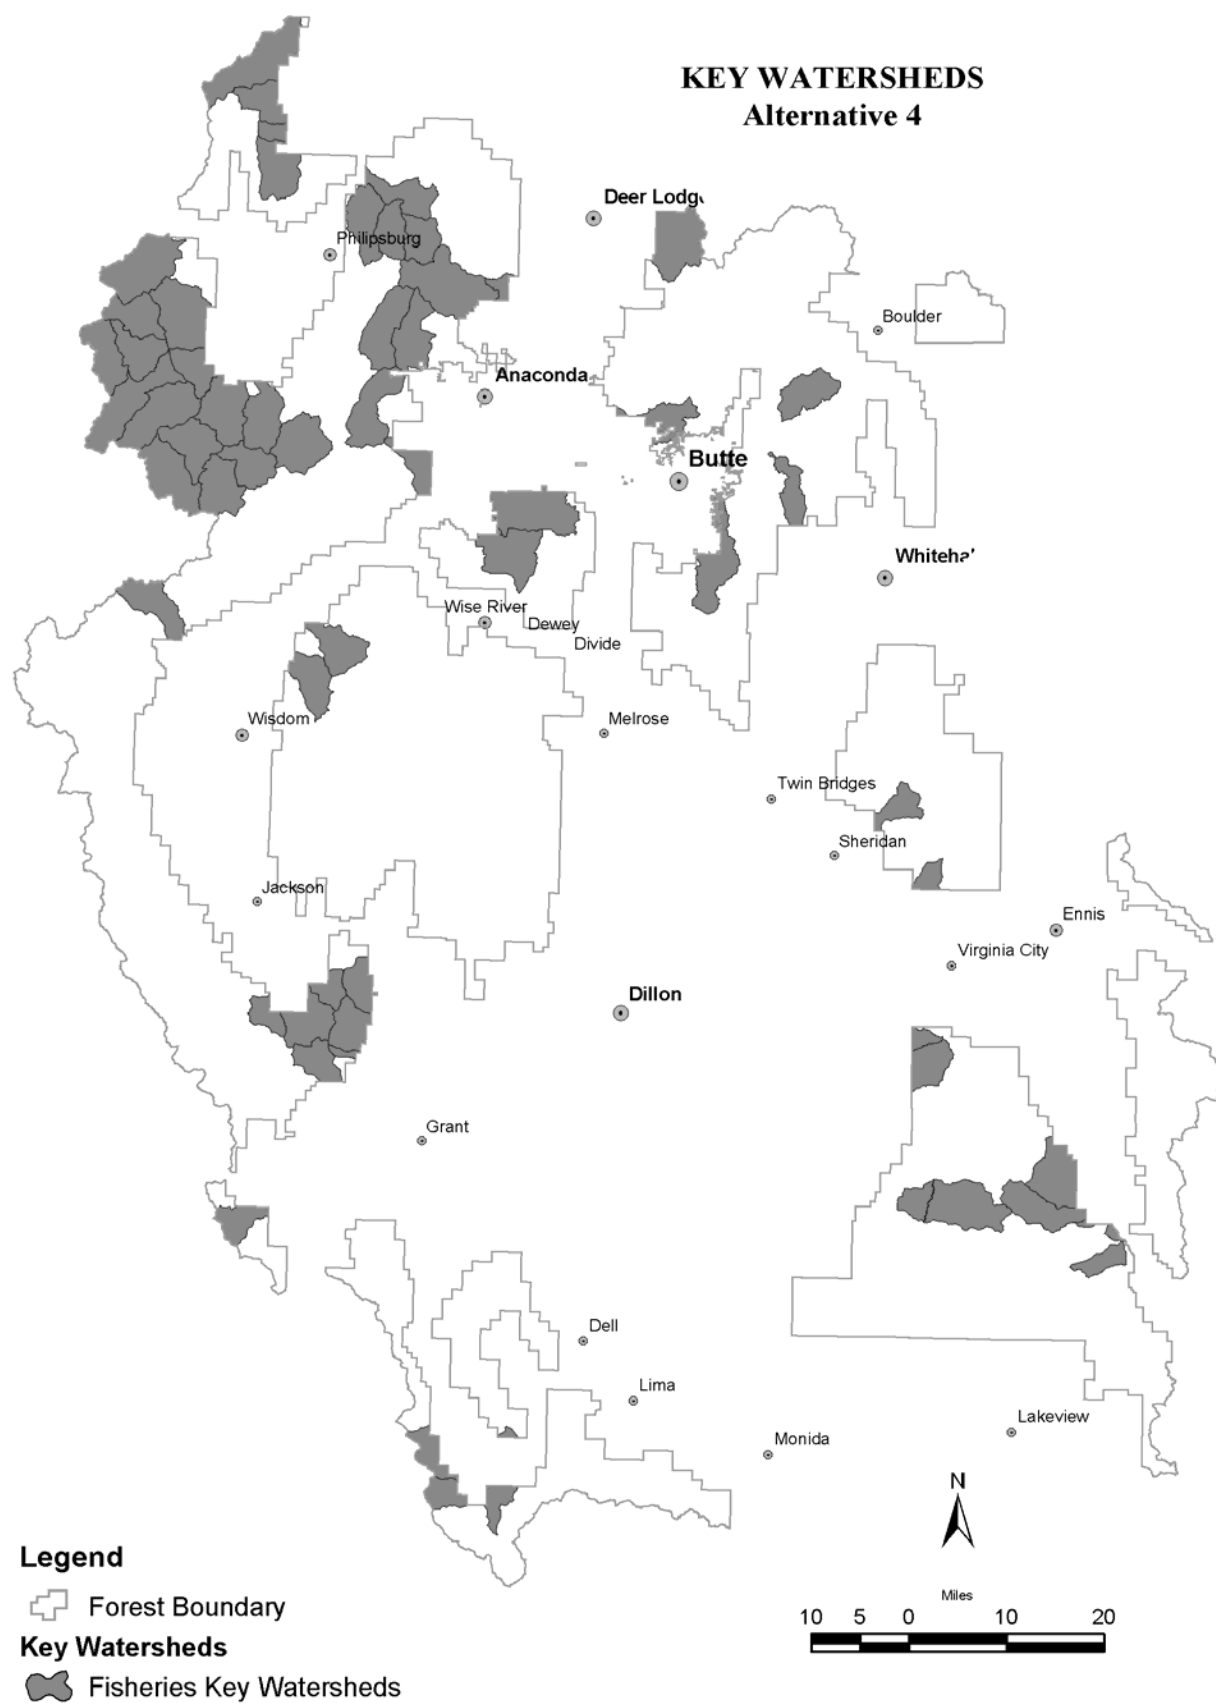 KEY WATERSHEDS
Alternative 4
Deer Lodg
Philipsburg
Boulder
Anaconda
Butte
Whiteha
Wise River
Dewey
Divide
Wisdom
Melrose
Twin Bridges
Sheridan
Jackson
Ennis
Virginia City
Dillon
Grant
Dell
Lima
Lakeview
Monida
N
Legend
Forest Boundary
Key Watersheds
Fisheries Key Watersheds
Miles
10 5 0 10 20